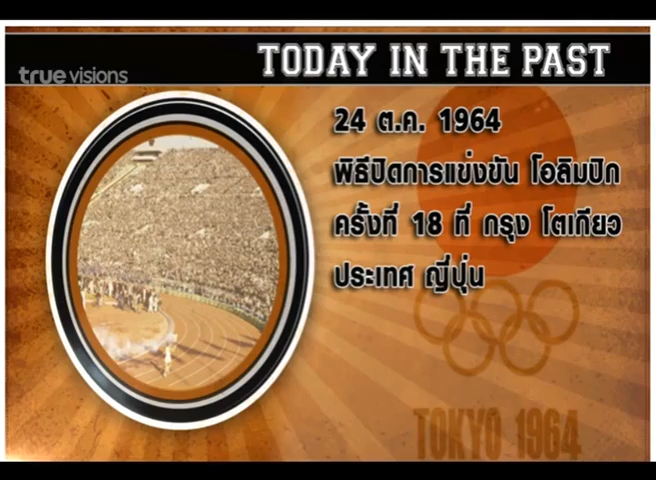 TODAY IN THE PAST
true visions
24 ต.ค. 1964
พิธีปิดการแข่งขัน โอลิมปิก
ครั้งที่ 18 ที่ กรุง โตเกียว
ประเทศ ญี่ปุ่น
TOKYO 1964